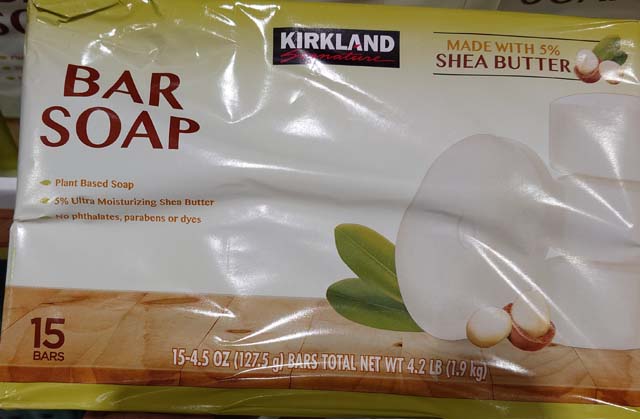 KIRKLAND
Signature
MADE WITH 5%
SHEA BUTTER
BAR
SOAP
Plant Based Soap
5% Ultra Moisturizing Shea Butter
No phthalates, parabens or dyes
15
BARS
15-4.5 OZ (127.5 g) BARS TOTAL NET WT 4.2 LB (1.9 kg)